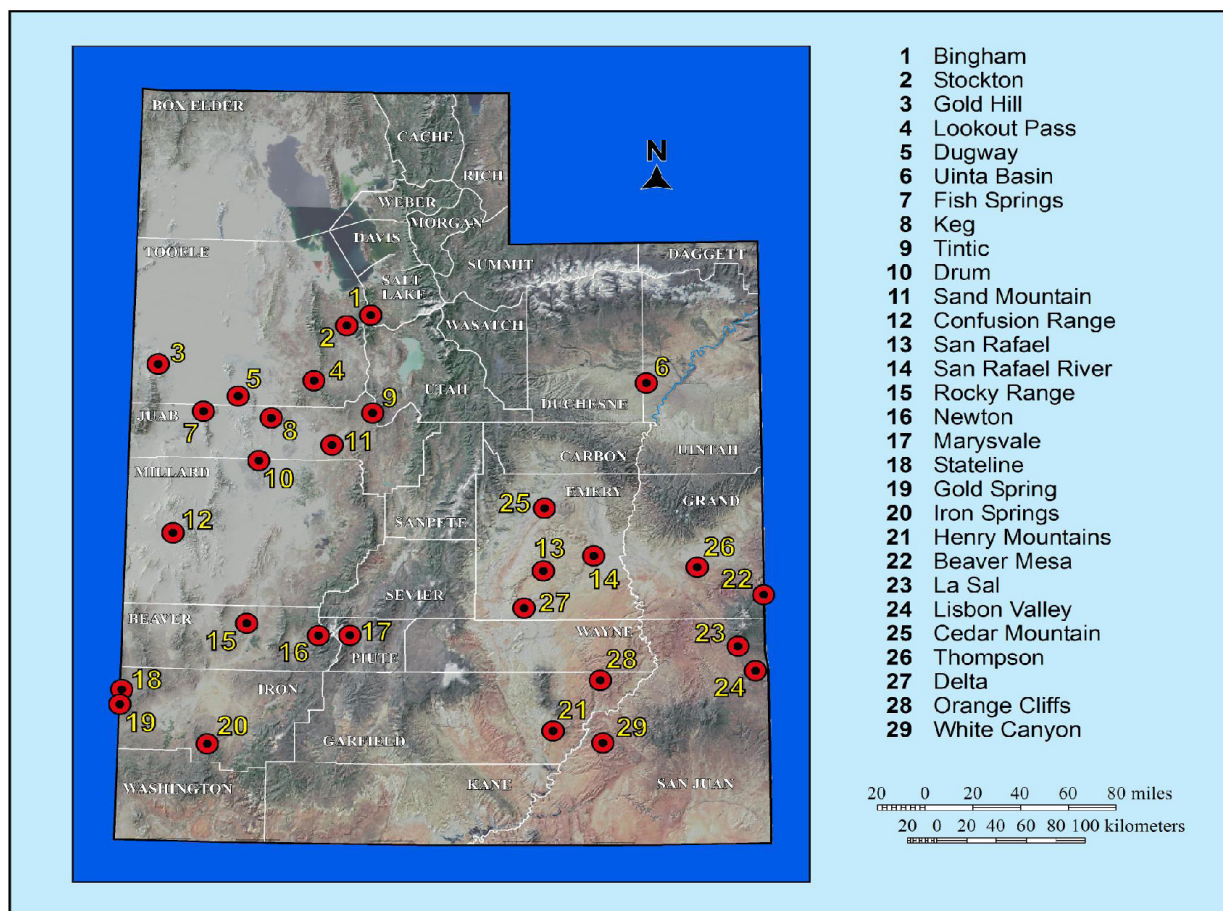 BOX ELDER
CACHE
RICH
WEBER
MORGAN
DAVIS
TOOELE
SUMMIT
DAGGETT
SALT
LAKE
WASATCH
UTAH
DUCHESNE
UINTAH
JUAB
CARBON
MILLARD
EMERY
GRAND
SANPETE
SEVIER
BEAVER
WAYNE
PIUTE
IRON
GARFIELD
WASHINGTON
KANE
SAN JUAN
N
1
2
3
4
5
6
7
8
9
10
11
12
25
13
14
26
22
27
15
16
17
23
24
28
18
19
20
21
29
1 Bingham
2 Stockton
3 Gold Hill
4 Lookout Pass
5 Dugway
6 Uinta Basin
7 Fish Springs
8 Keg
9 Tintic
10 Drum
11 Sand Mountain
12 Confusion Range
13 San Rafael
14 San Rafael River
15 Rocky Range
16 Newton
17 Marysvale
18 Stateline
19 Gold Spring
20 Iron Springs
21 Henry Mountains
22 Beaver Mesa
23 La Sal
24 Lisbon Valley
25 Cedar Mountain
26 Thompson
27 Delta
28 Orange Cliffs
29 White Canyon
20 0 20 40 60 80 miles
20 0 20 40 60 80 100 kilometers